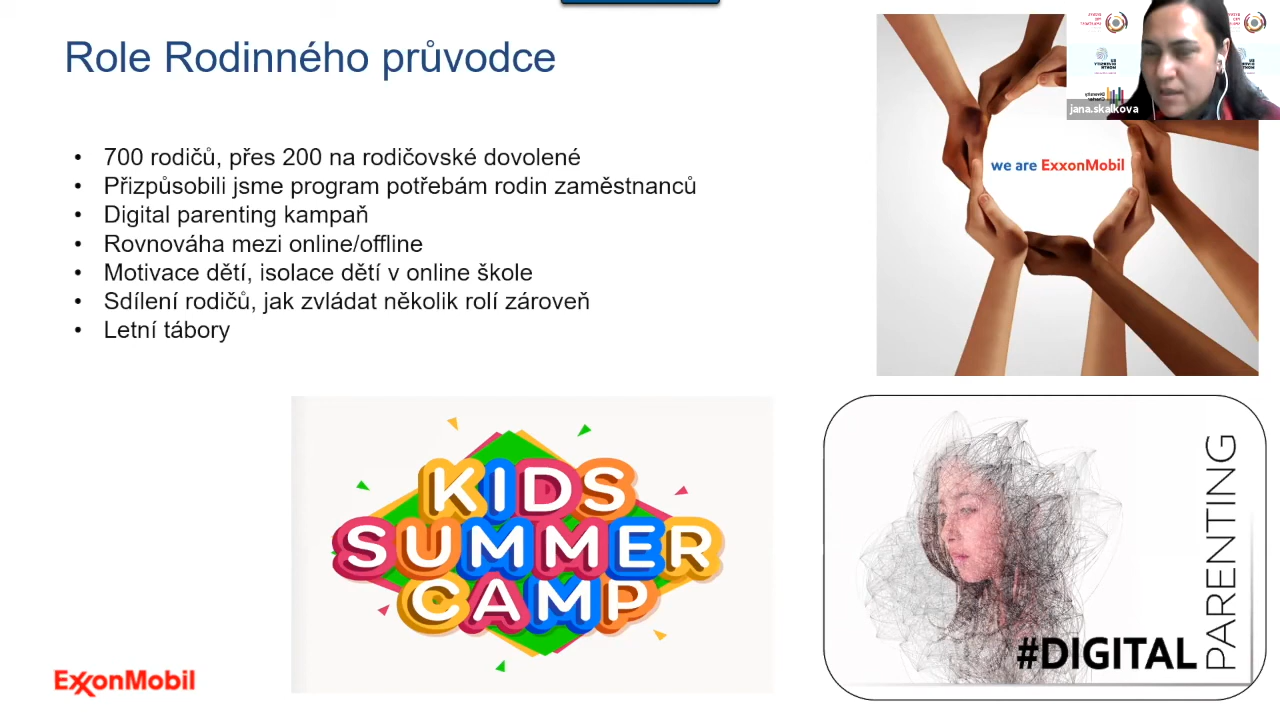 Role Rodinného průvodce
• 700 rodičů, přes 200 na rodičovské dovolené
• Přizpůsobili jsme program potřebám rodin zaměstnanců
• Digital parenting kampaň
• Rovnováha mezi online/offline
• Motivace dětí, isolace dětí v online škole
• Sdílení rodičů, jak zvládat několik rolí zároveň
• Letní tábory
jana.skalkova
we are ExxonMobil
KIDS
SUMMER
CAMP
#DIGITAL
PARENTING
ExxonMobil